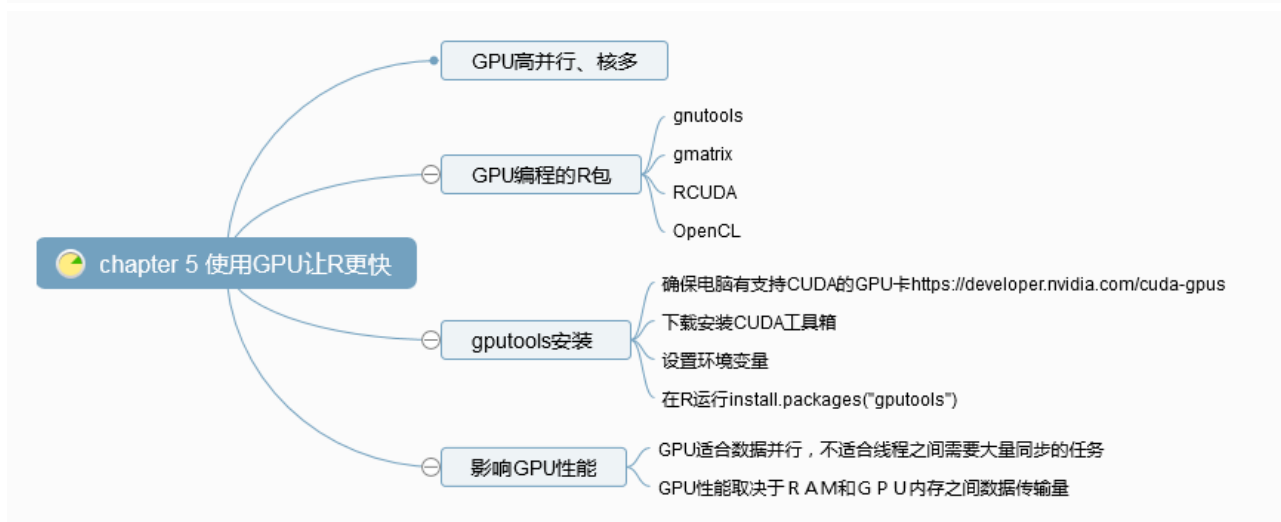 GPU高并行、核多
GPU编程的R包
gnutools
gmatrix
RCUDA
OpenCL
chapter 5 使用GPU让R更快
gputools安装
确保电脑有支持CUDA的GPU卡https://developer.nvidia.com/cuda-gpus
下载安装CUDA工具箱
设置环境变量
在R运行install.packages("gputools")
影响GPU性能
GPU适合数据并行，不适合线程之间需要大量同步的任务
GPU性能取决于ＲＡＭ和ＧＰＵ内存之间数据传输量